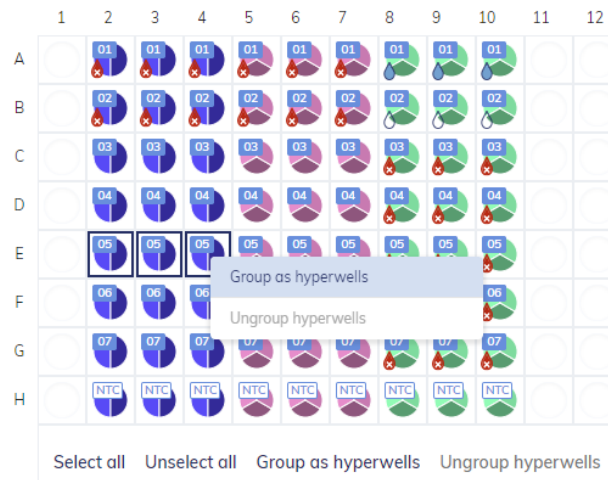 1 2 3 4 5 6 7 8 9 10 11 12
A 01 01 01 01 01 01 01 01 01
B 02 02 02 02 02 02 02 02 02
C 03 03 03 03 03 03 03 03 03
D 04 04 04 04 04 04 04 04 04
E 05 05 05 05 05 05 05 05 05
Group as hyperwells
F 06 06 06 06
Ungroup hyperwells
G 07 07 07 07 07 07 07 07 07
H NTC NTC NTC NTC NTC NTC NTC NTC NTC
Select all Unselect all Group as hyperwells Ungroup hyperwells